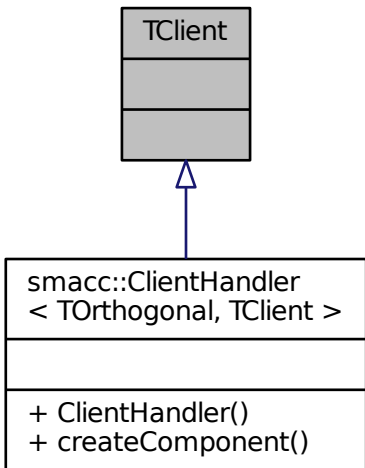 TClient
smacc::ClientHandler
< TOrthogonal, TClient >
+ ClientHandler()
+ createComponent()